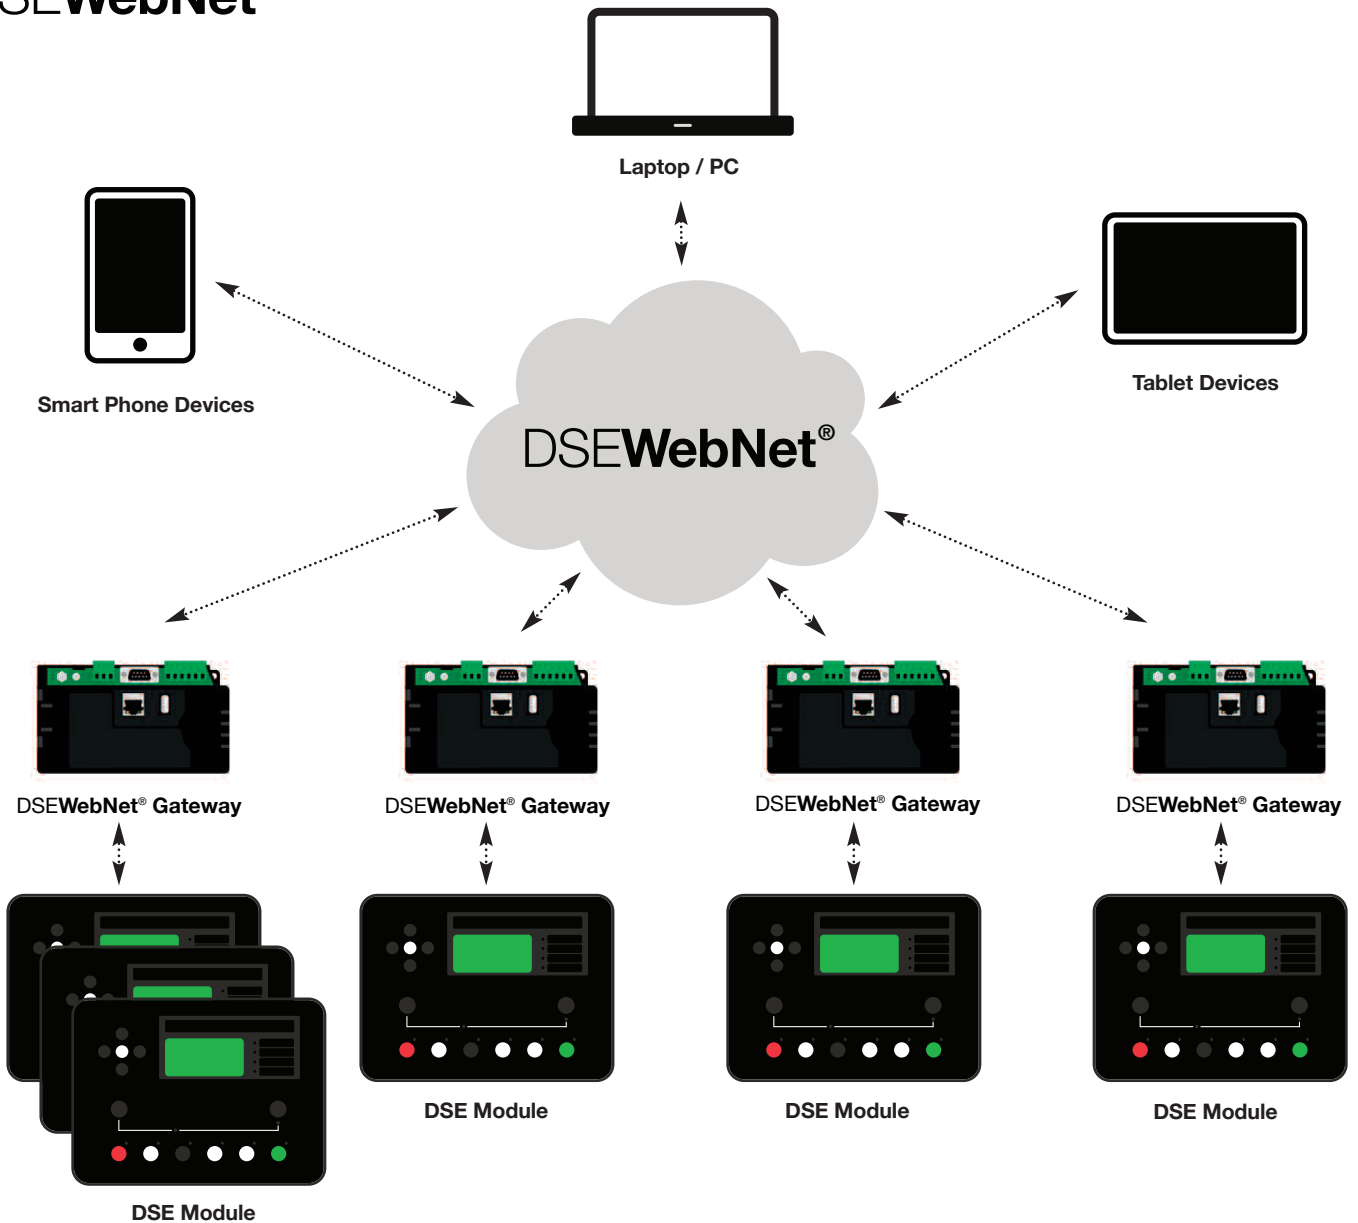 DSEWebNet
Laptop / PC
Smart Phone Devices
Tablet Devices
DSEWebNet®
DSEWebNet® Gateway
DSEWebNet® Gateway
DSEWebNet® Gateway
DSEWebNet® Gateway
DSE Module
DSE Module
DSE Module
DSE Module